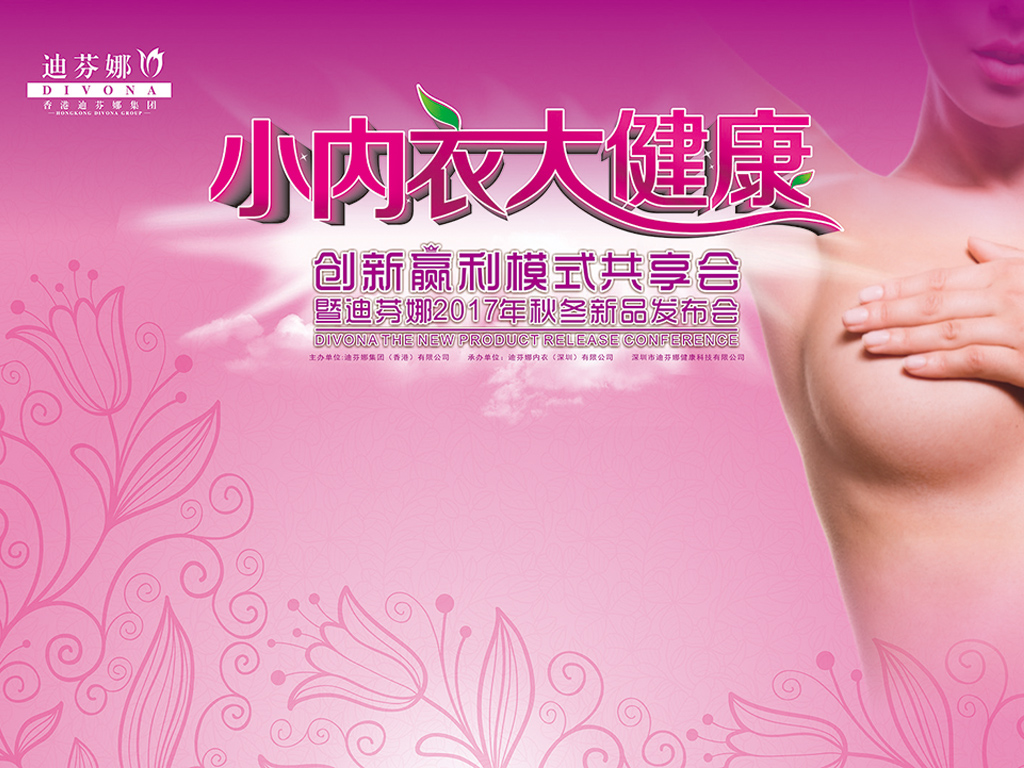 迪芬娜
DIVONA
香港迪芬娜集团
HONGKONG DIVONA GROUP
小内衣大健康
创新赢利模式共享会
暨迪芬娜2017年秋冬新品发布会
DIVONA THE NEW PRODUCT RELEASE CONFERENCE
主办单位:迪芬娜集团（香港）有限公司 承办单位：迪芬娜内衣（深圳）有限公司 深圳市迪芬娜健康科技有限公司